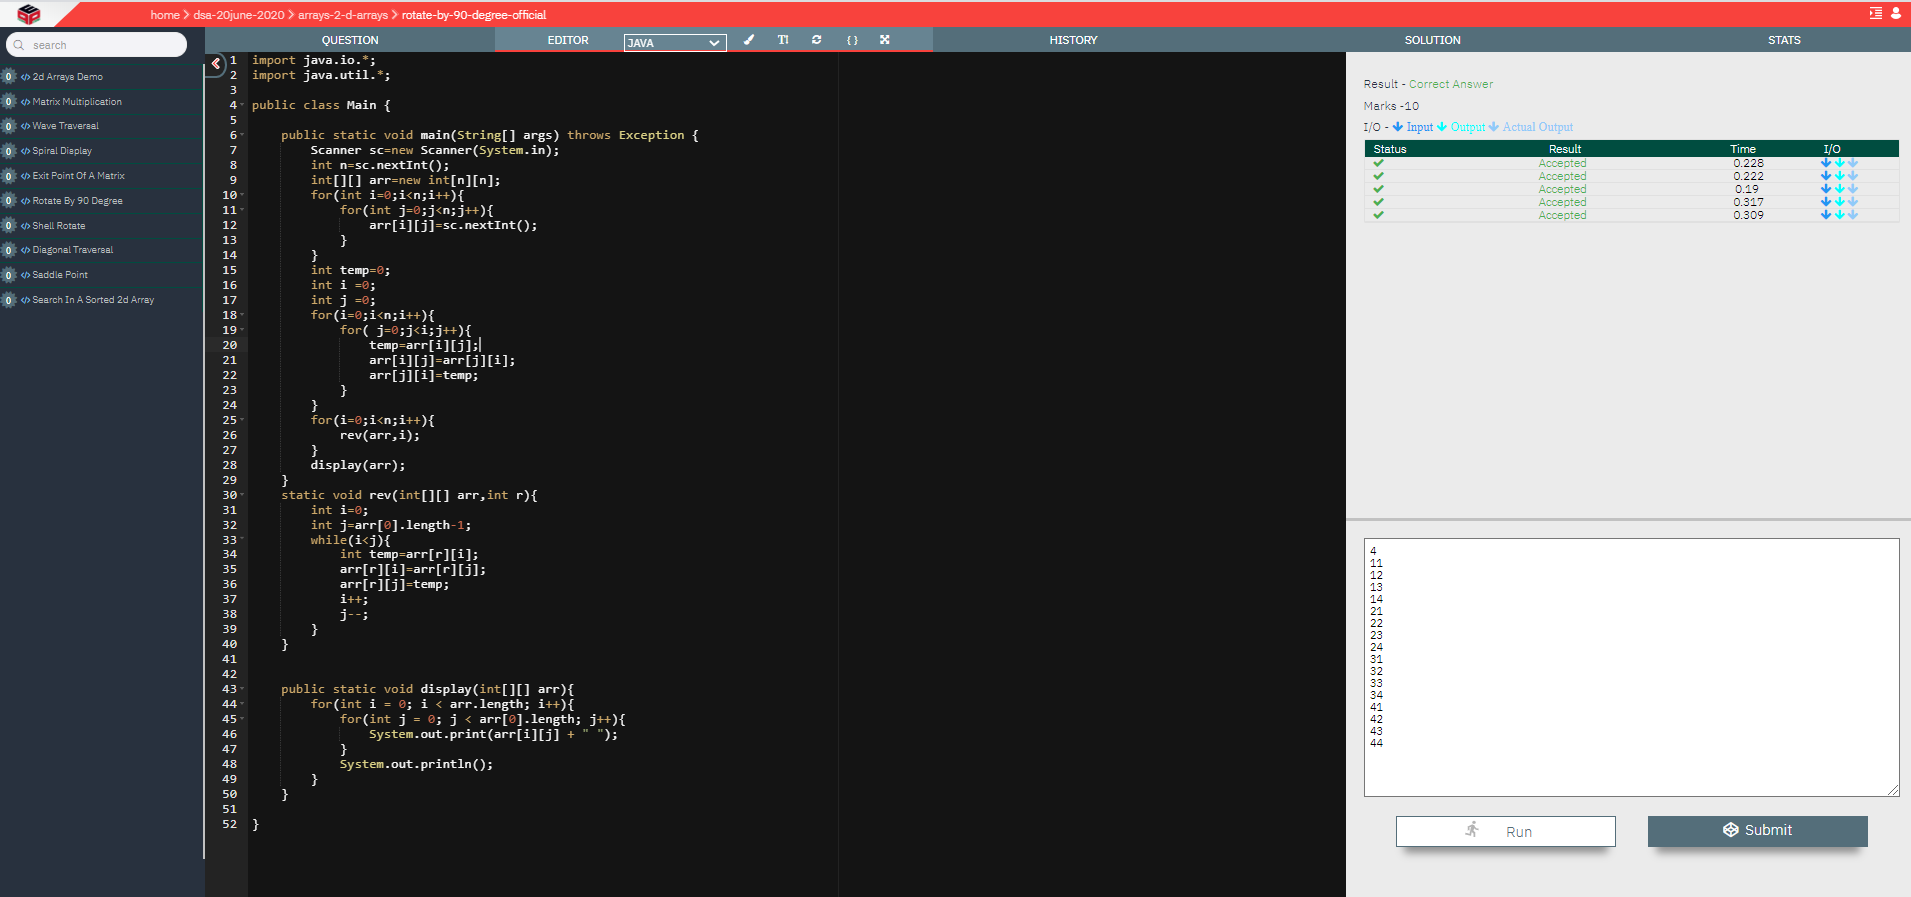 home > dsa-20june-2020 > arrays-2-d-arrays > rotate-by-90-degree-official
search
0 </> 2d Arrays Demo
0 </> Matrix Multiplication
0 </> Wave Traversal
0 </> Spiral Display
0 </> Exit Point Of A Matrix
0 </> Rotate By 90 Degree
0 </> Shell Rotate
0 </> Diagonal Traversal
0 </> Saddle Point
0 </> Search In A Sorted 2d Array
QUESTION EDITOR JAVA TI { } HISTORY SOLUTION STATS
1 import java.io.*;
2 import java.util.*;
3
4 public class Main {
5
6     public static void main(String[] args) throws Exception {
7         Scanner sc=new Scanner(System.in);
8         int n=sc.nextInt();
9         int[][] arr=new int[n][n];
10         for(int i=0;i<n;i++){
11             for(int j=0;j<n;j++){
12                 arr[i][j]=sc.nextInt();
13             }
14         }
15         int temp=0;
16         int i =0;
17         int j =0;
18         for(i=0;i<n;i++){
19             for( j=0;j<i;j++){
20                 temp=arr[i][j];
21                 arr[i][j]=arr[j][i];
22                 arr[j][i]=temp;
23             }
24         }
25         for(i=0;i<n;i++){
26             rev(arr,i);
27         }
28         display(arr);
29     }
30     static void rev(int[][] arr,int r){
31         int i=0;
32         int j=arr[0].length-1;
33         while(i<j){
34             int temp=arr[r][i];
35             arr[r][i]=arr[r][j];
36             arr[r][j]=temp;
37             i++;
38             j--;
39         }
40     }
41
42
43     public static void display(int[][] arr){
44         for(int i = 0; i < arr.length; i++){
45             for(int j = 0; j < arr[0].length; j++){
46                 System.out.print(arr[i][j] + " ");
47             }
48             System.out.println();
49         }
50     }
51
52 }
Result - Correct Answer
Marks -10
I/O - Input Output Actual Output
Status Result Time I/O
Accepted 0.228
Accepted 0.222
Accepted 0.19
Accepted 0.317
Accepted 0.309
4
11
12
13
14
21
22
23
24
31
32
33
34
41
42
43
44
Run
Submit